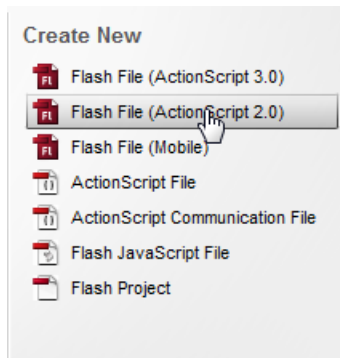 Create New
Flash File (ActionScript 3.0)
Flash File (ActionScript 2.0)
Flash File (Mobile)
ActionScript File
ActionScript Communication File
Flash JavaScript File
Flash Project